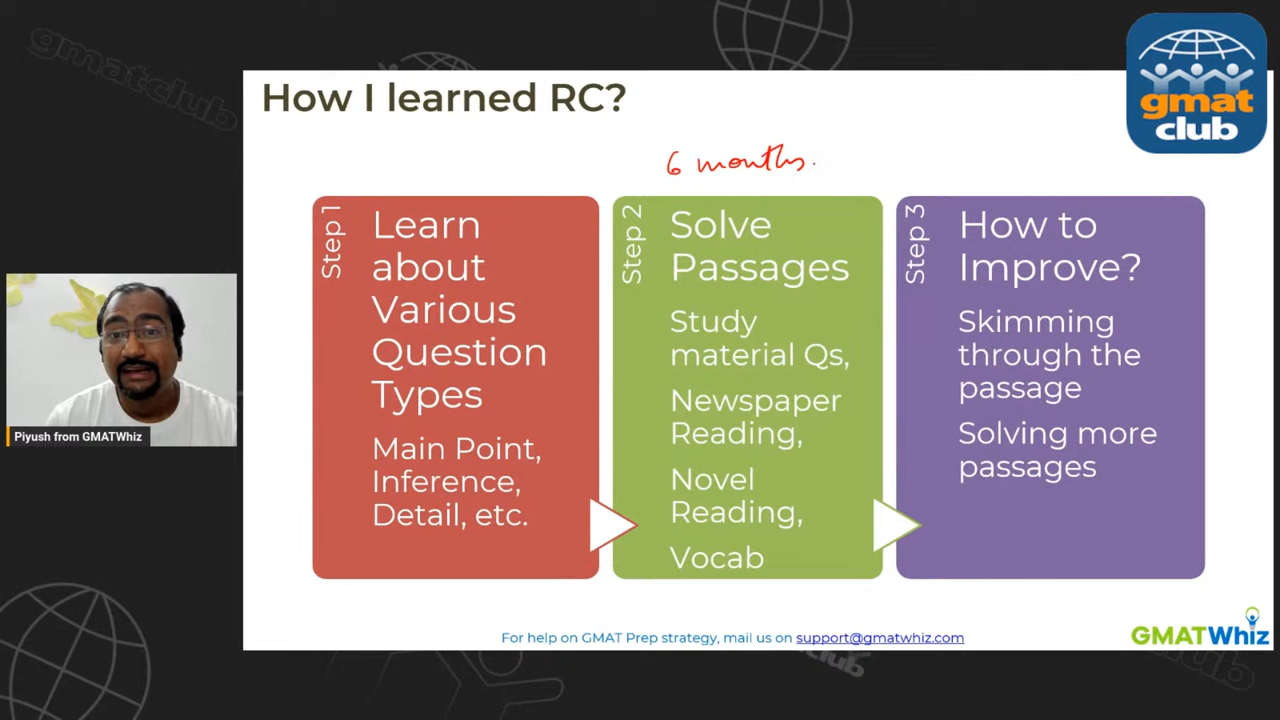 gmatclub
gmat
club
How I learned RC?
6 months.
Step 1
Learn
about
Various
Question
Types
Main Point,
Inference,
Detail, etc.
Step 2
Solve
Passages
Study
material Qs,
Newspaper
Reading,
Novel
Reading,
Vocab
Step 3
How to
Improve?
Skimming
through the
passage
Solving more
passages
Piyush from GMATWhiz
For help on GMAT Prep strategy, mail us on support@gmatwhiz.com
GMATWhiz
club